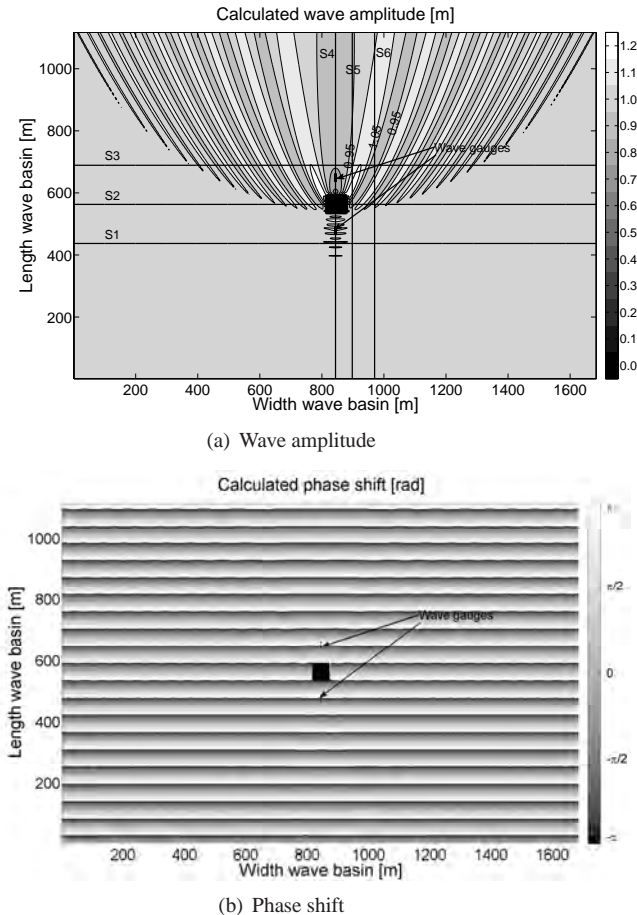 Calculated wave amplitude [m]
S4
S5
S6
S3
S2
S1
0.95
1.05
0.95
Wave gauges
1000
800
600
400
200
Length wave basin [m]
200 400 600 800 1000 1200 1400 1600
Width wave basin [m]
1.2
1.1
1.0
0.9
0.8
0.7
0.6
0.5
0.4
0.3
0.2
0.1
0.0
(a) Wave amplitude
Calculated phase shift [rad]
Wave gauges
1000
800
600
400
200
Length wave basin [m]
200 400 600 800 1000 1200 1400 1600
Width wave basin [m]
π/2
0
-π/2
(b) Phase shift